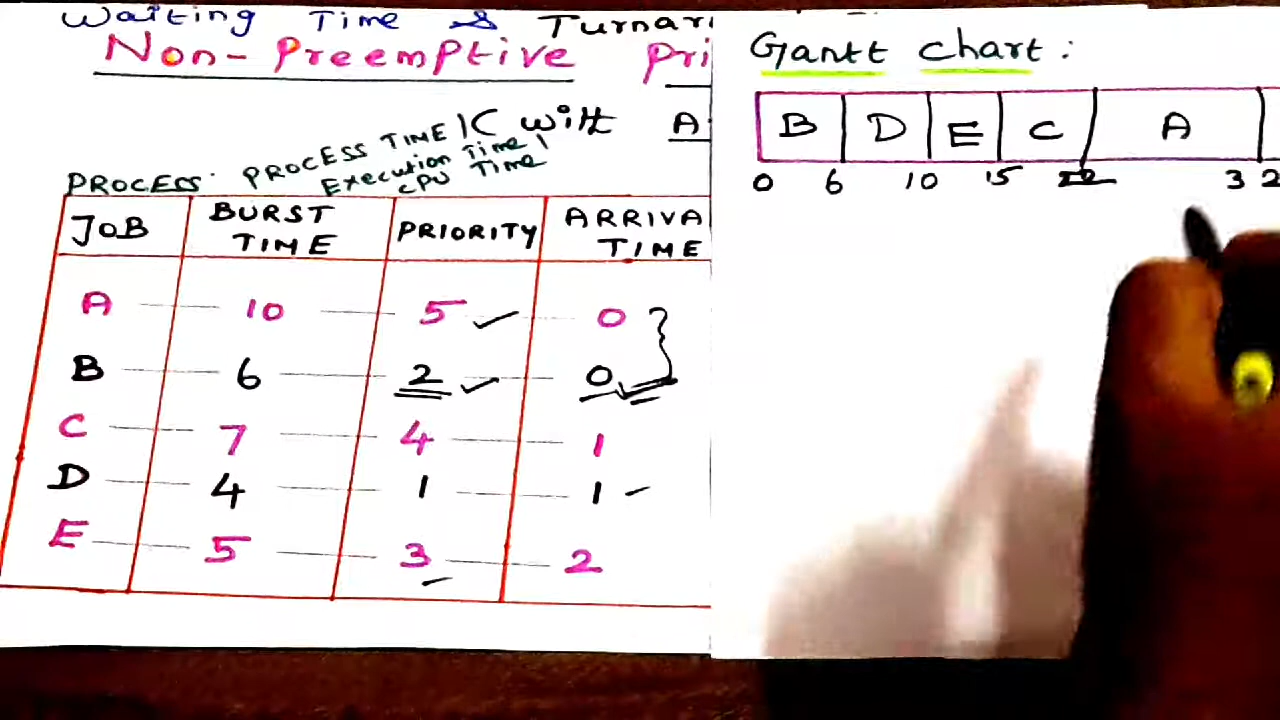 Waiting Time & Turnar
Non-Preemptive Pri
IC with A
PROCESS: PROCESS TIME
Execution Time |
CPU Time
JOB BURST TIME PRIORITY ARRIVA TIME
A 10 5 0
B 6 2 0
C 7 4 1
D 4 1 1
E 5 3 2
Gantt chart:
B D E C A
0 6 10 15 22 32